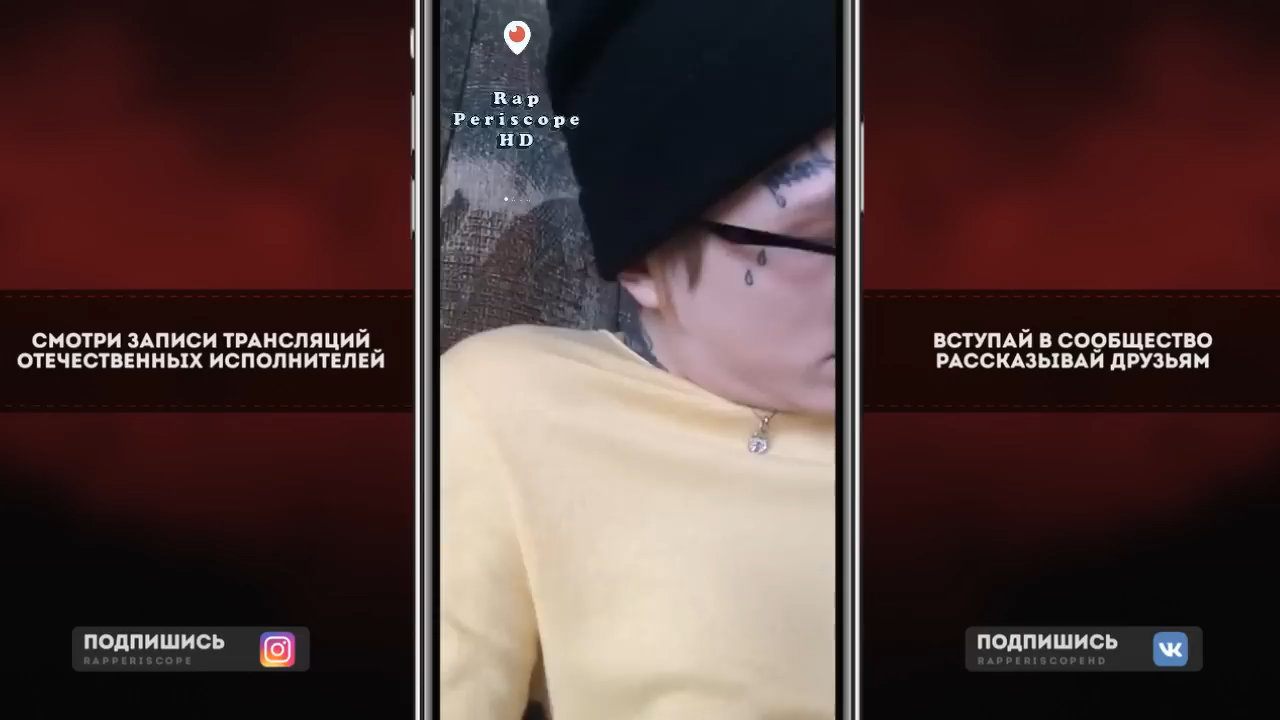 Rap
Periscope
HD
СМОТРИ ЗАПИСИ ТРАНСЛЯЦИЙ
ОТЕЧЕСТВЕННЫХ ИСПОЛНИТЕЛЕЙ
ВСТУПАЙ В СООБЩЕСТВО
РАССКАЗЫВАЙ ДРУЗЬЯМ
ПОДПИШИСЬ
RAPPERISCOPE
ПОДПИШИСЬ
RAPPERISCOPEHD